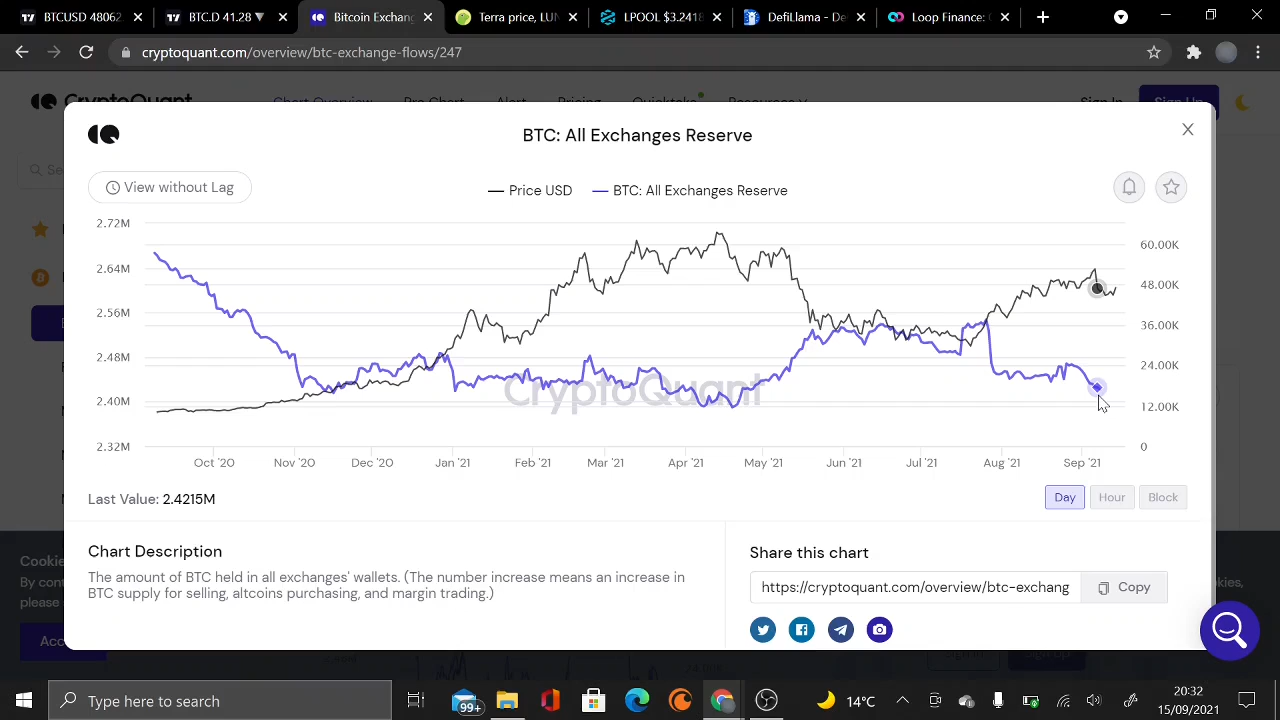 BTCUSD 48062
BTC.D 41.28 ▼
Bitcoin Exchang
Terra price, LUN
LPOOL $3.2418
DefiLlama - De
Loop Finance: C
cryptoquant.com/overview/btc-exchange-flows/247
BTC: All Exchanges Reserve
View without Lag
Price USD
BTC: All Exchanges Reserve
2.72M
2.64M
2.56M
2.48M
2.40M
2.32M
60.00K
48.00K
36.00K
24.00K
12.00K
0
CryptoQuant
Oct '20
Nov '20
Dec '20
Jan '21
Feb '21
Mar '21
Apr '21
May '21
Jun '21
Jul '21
Aug '21
Sep '21
Last Value: 2.4215M
Day
Hour
Block
Chart Description
The amount of BTC held in all exchanges' wallets. (The number increase means an increase in
BTC supply for selling, altcoins purchasing, and margin trading.)
Share this chart
https://cryptoquant.com/overview/btc-exchang
Copy
Cookie
By cont
please
Acc
Type here to search
99+
14°C
20:32
15/09/2021